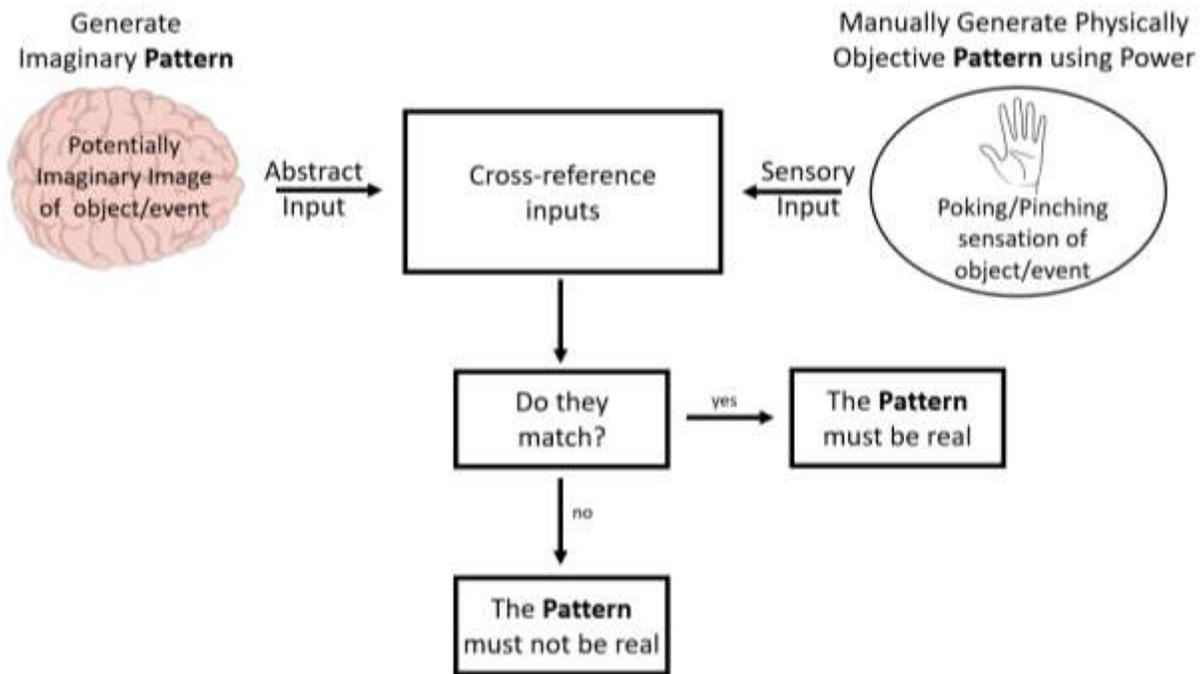 Generate
Imaginary Pattern
Manually Generate Physically
Objective Pattern using Power
Potentially
Imaginary Image
of object/event
Abstract
Input
Cross-reference
inputs
Sensory
Input
Poking/Pinching
sensation of
object/event
Do they
match?
yes
The Pattern
must be real
no
The Pattern
must not be real